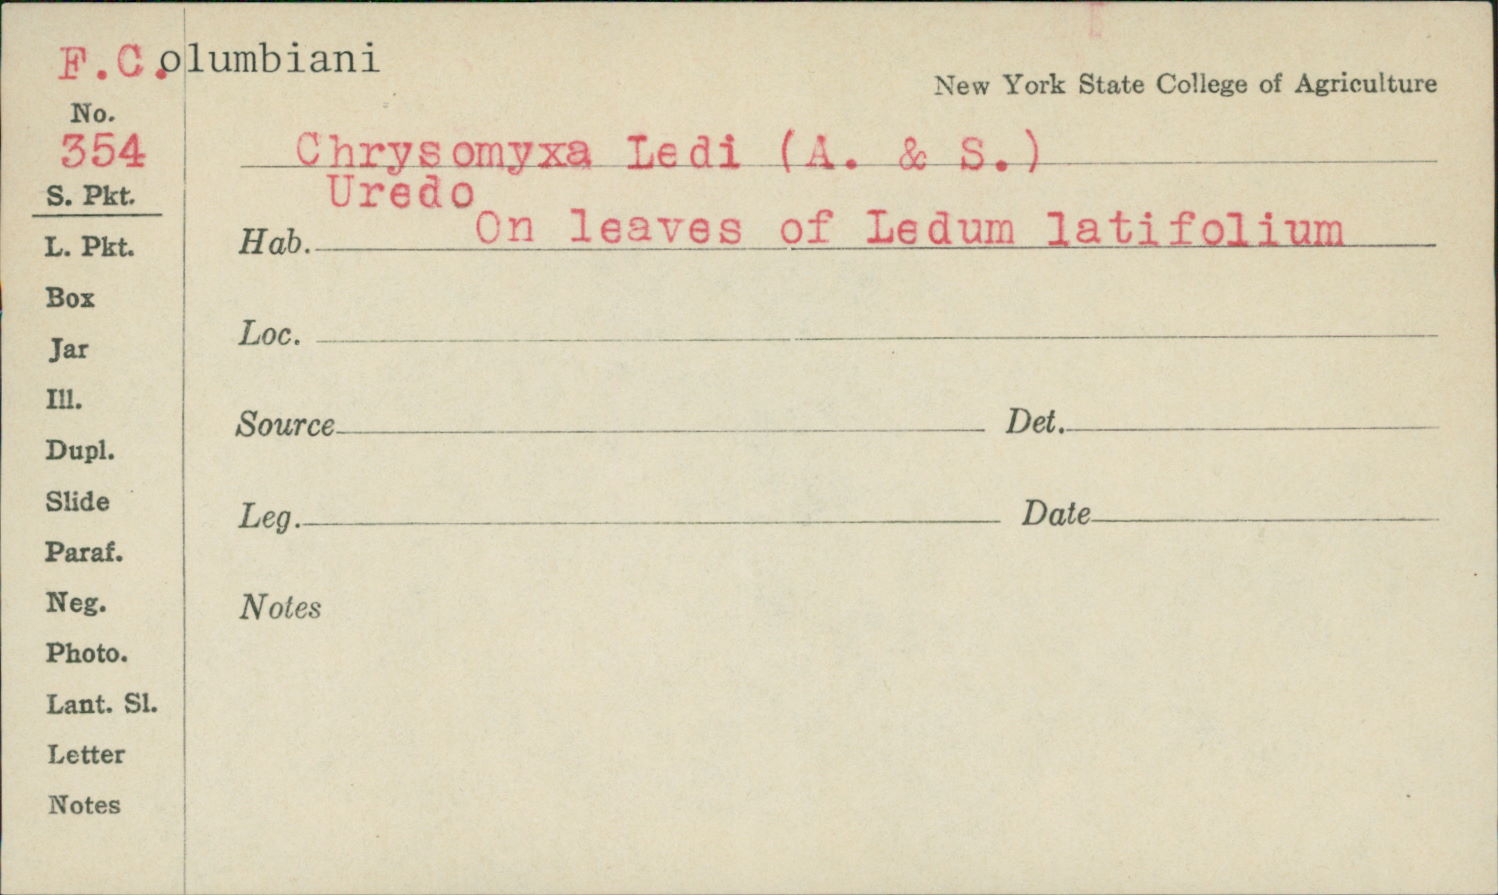 F.C.olumbiani
New York State College of Agriculture
No.
354
Chrysomyxa Ledi (A. & S.)
Uredo
S. Pkt.
Hab. On leaves of Ledum latifolium
L. Pkt.
Box
Loc.
Jar
Ill.
Source Det.
Dupl.
Slide
Leg. Date
Paraf.
Neg.
Notes
Photo.
Lant. Sl.
Letter
Notes